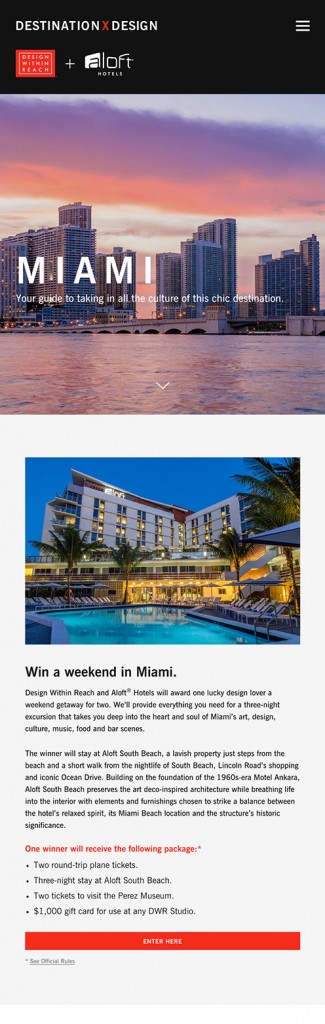 DESTINATION X DESIGN
DESIGN
WITHIN
REACH
+
aloft
HOTELS
MIAMI
Your guide to taking in all the culture of this chic destination.
aloft
Win a weekend in Miami.
Design Within Reach and Aloft® Hotels will award one lucky design lover a
weekend getaway for two. We'll provide everything you need for a three-night
excursion that takes you deep into the heart and soul of Miami's art, design,
culture, music, food and bar scenes.
The winner will stay at Aloft South Beach, a lavish property just steps from the
beach and a short walk from the nightlife of South Beach, Lincoln Road's shopping
and iconic Ocean Drive. Building on the foundation of the 1960s-era Motel Ankara,
Aloft South Beach preserves the art deco-inspired architecture while breathing life
into the interior with elements and furnishings chosen to strike a balance between
the hotel's relaxed spirit, its Miami Beach location and the structure's historic
significance.
One winner will receive the following package:*
• Two round-trip plane tickets.
• Three-night stay at Aloft South Beach.
• Two tickets to visit the Perez Museum.
• $1,000 gift card for use at any DWR Studio.
ENTER HERE
* See Official Rules